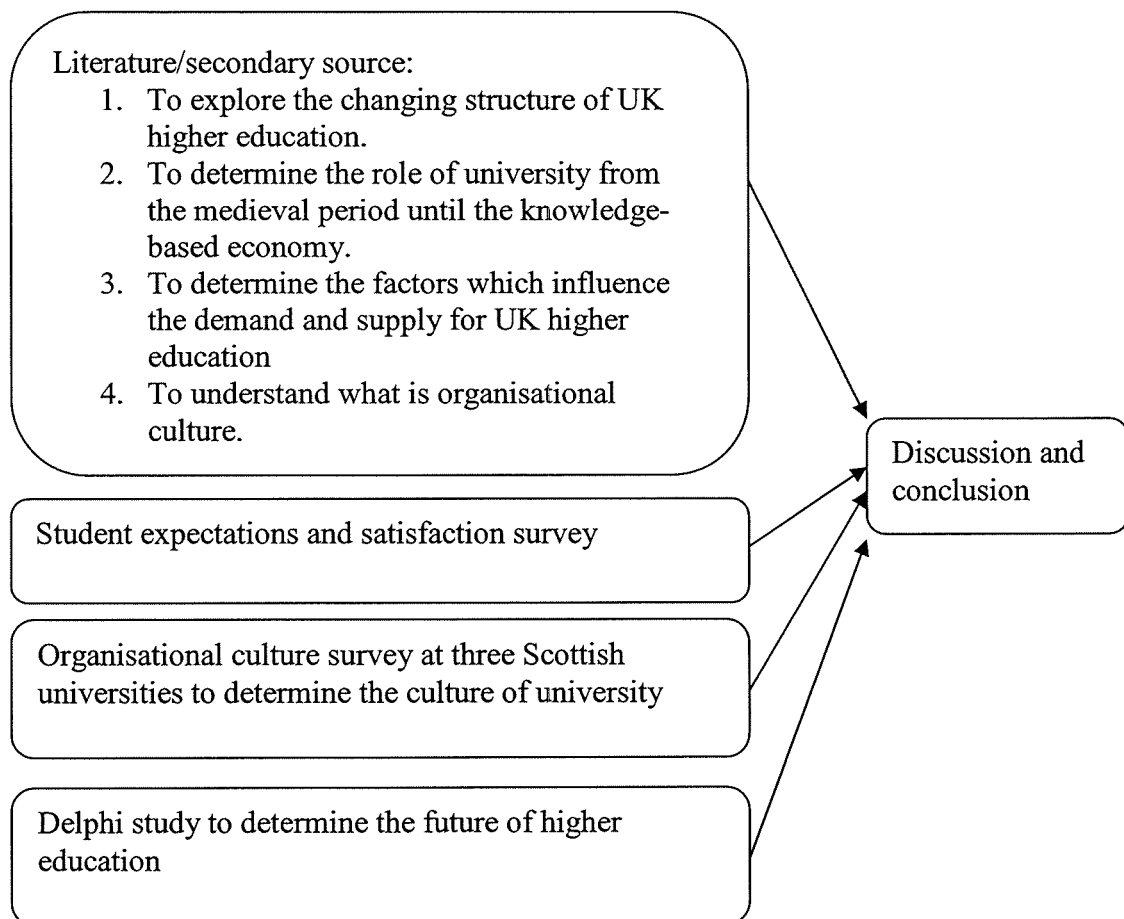 Literature/secondary source:
1. To explore the changing structure of UK
higher education.
2. To determine the role of university from
the medieval period until the knowledge-
based economy.
3. To determine the factors which influence
the demand and supply for UK higher
education
4. To understand what is organisational
culture.
Discussion and
conclusion
Student expectations and satisfaction survey
Organisational culture survey at three Scottish
universities to determine the culture of university
Delphi study to determine the future of higher
education